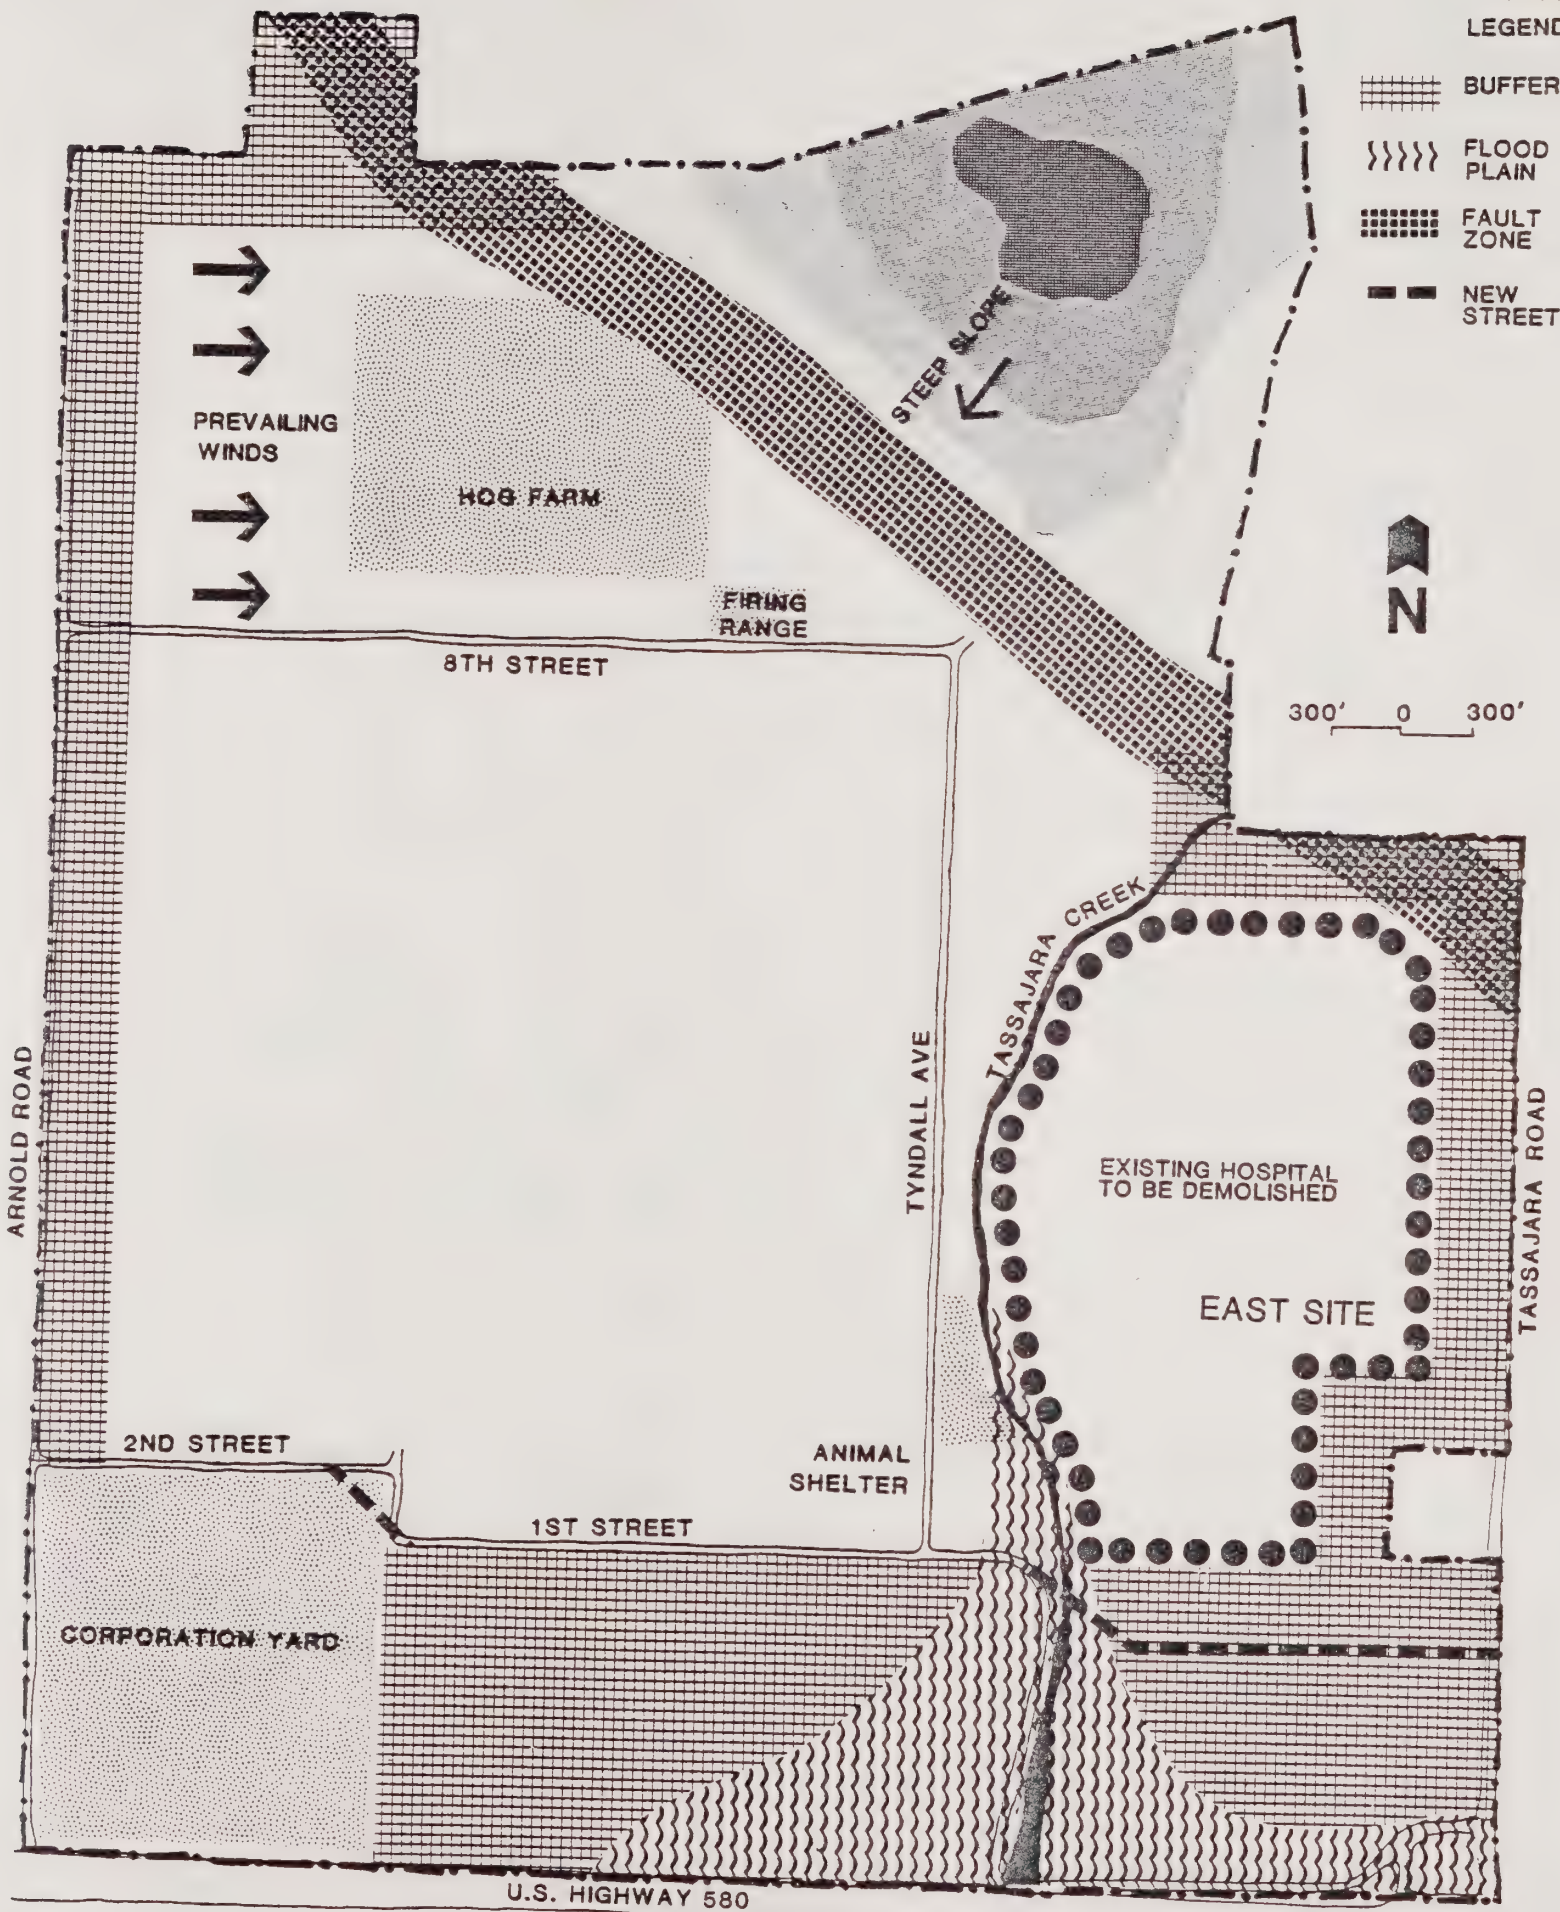 LEGEND
BUFFER
FLOOD
PLAIN
FAULT
ZONE
NEW
STREET
STEEP SLOPE
PREVAILING
WINDS
HOG FARM
FIRING
RANGE
N
8TH STREET
300' 0 300'
TASSAJARA CREEK
ARNOLD ROAD
TYNDALL AVE
EXISTING HOSPITAL
TO BE DEMOLISHED
TASSAJARA ROAD
EAST SITE
2ND STREET
ANIMAL
SHELTER
1ST STREET
CORPORATION YARD
U.S. HIGHWAY 580